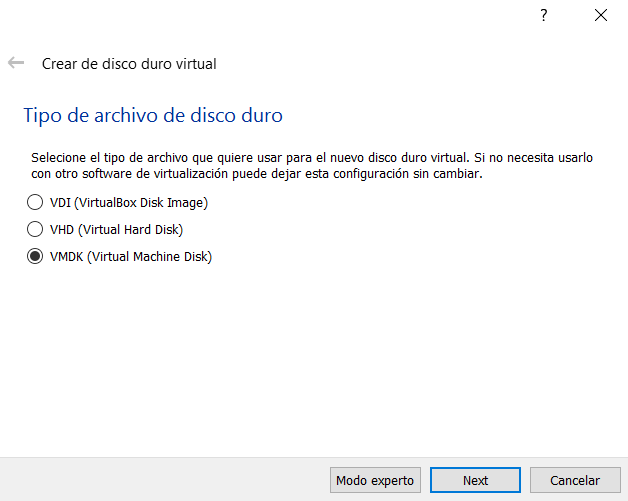 ?
Crear de disco duro virtual
Tipo de archivo de disco duro
Selecione el tipo de archivo que quiere usar para el nuevo disco duro virtual. Si no necesita usarlo
con otro software de virtualización puede dejar esta configuración sin cambiar.
VDI (VirtualBox Disk Image)
VHD (Virtual Hard Disk)
VMDK (Virtual Machine Disk)
Modo experto Next Cancelar